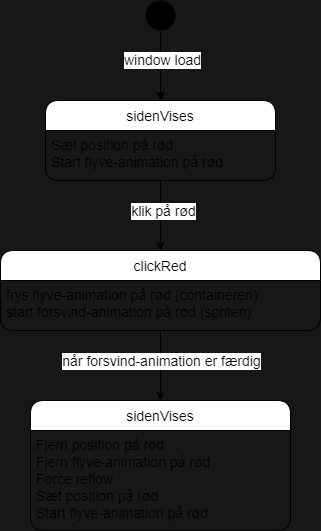 window load
sidenVises
Sæt position på rød
Start flyve-animation på rød
klik på rød
clickRed
frys flyve-animation på rød (containeren)
start forsvind-animation på rød (spriten)
når forsvind-animation er færdig
sidenVises
Fjern position på rød
Fjern flyve-animation på rød
Force reflow
Sæt position på rød
Start flyve-animation på rød